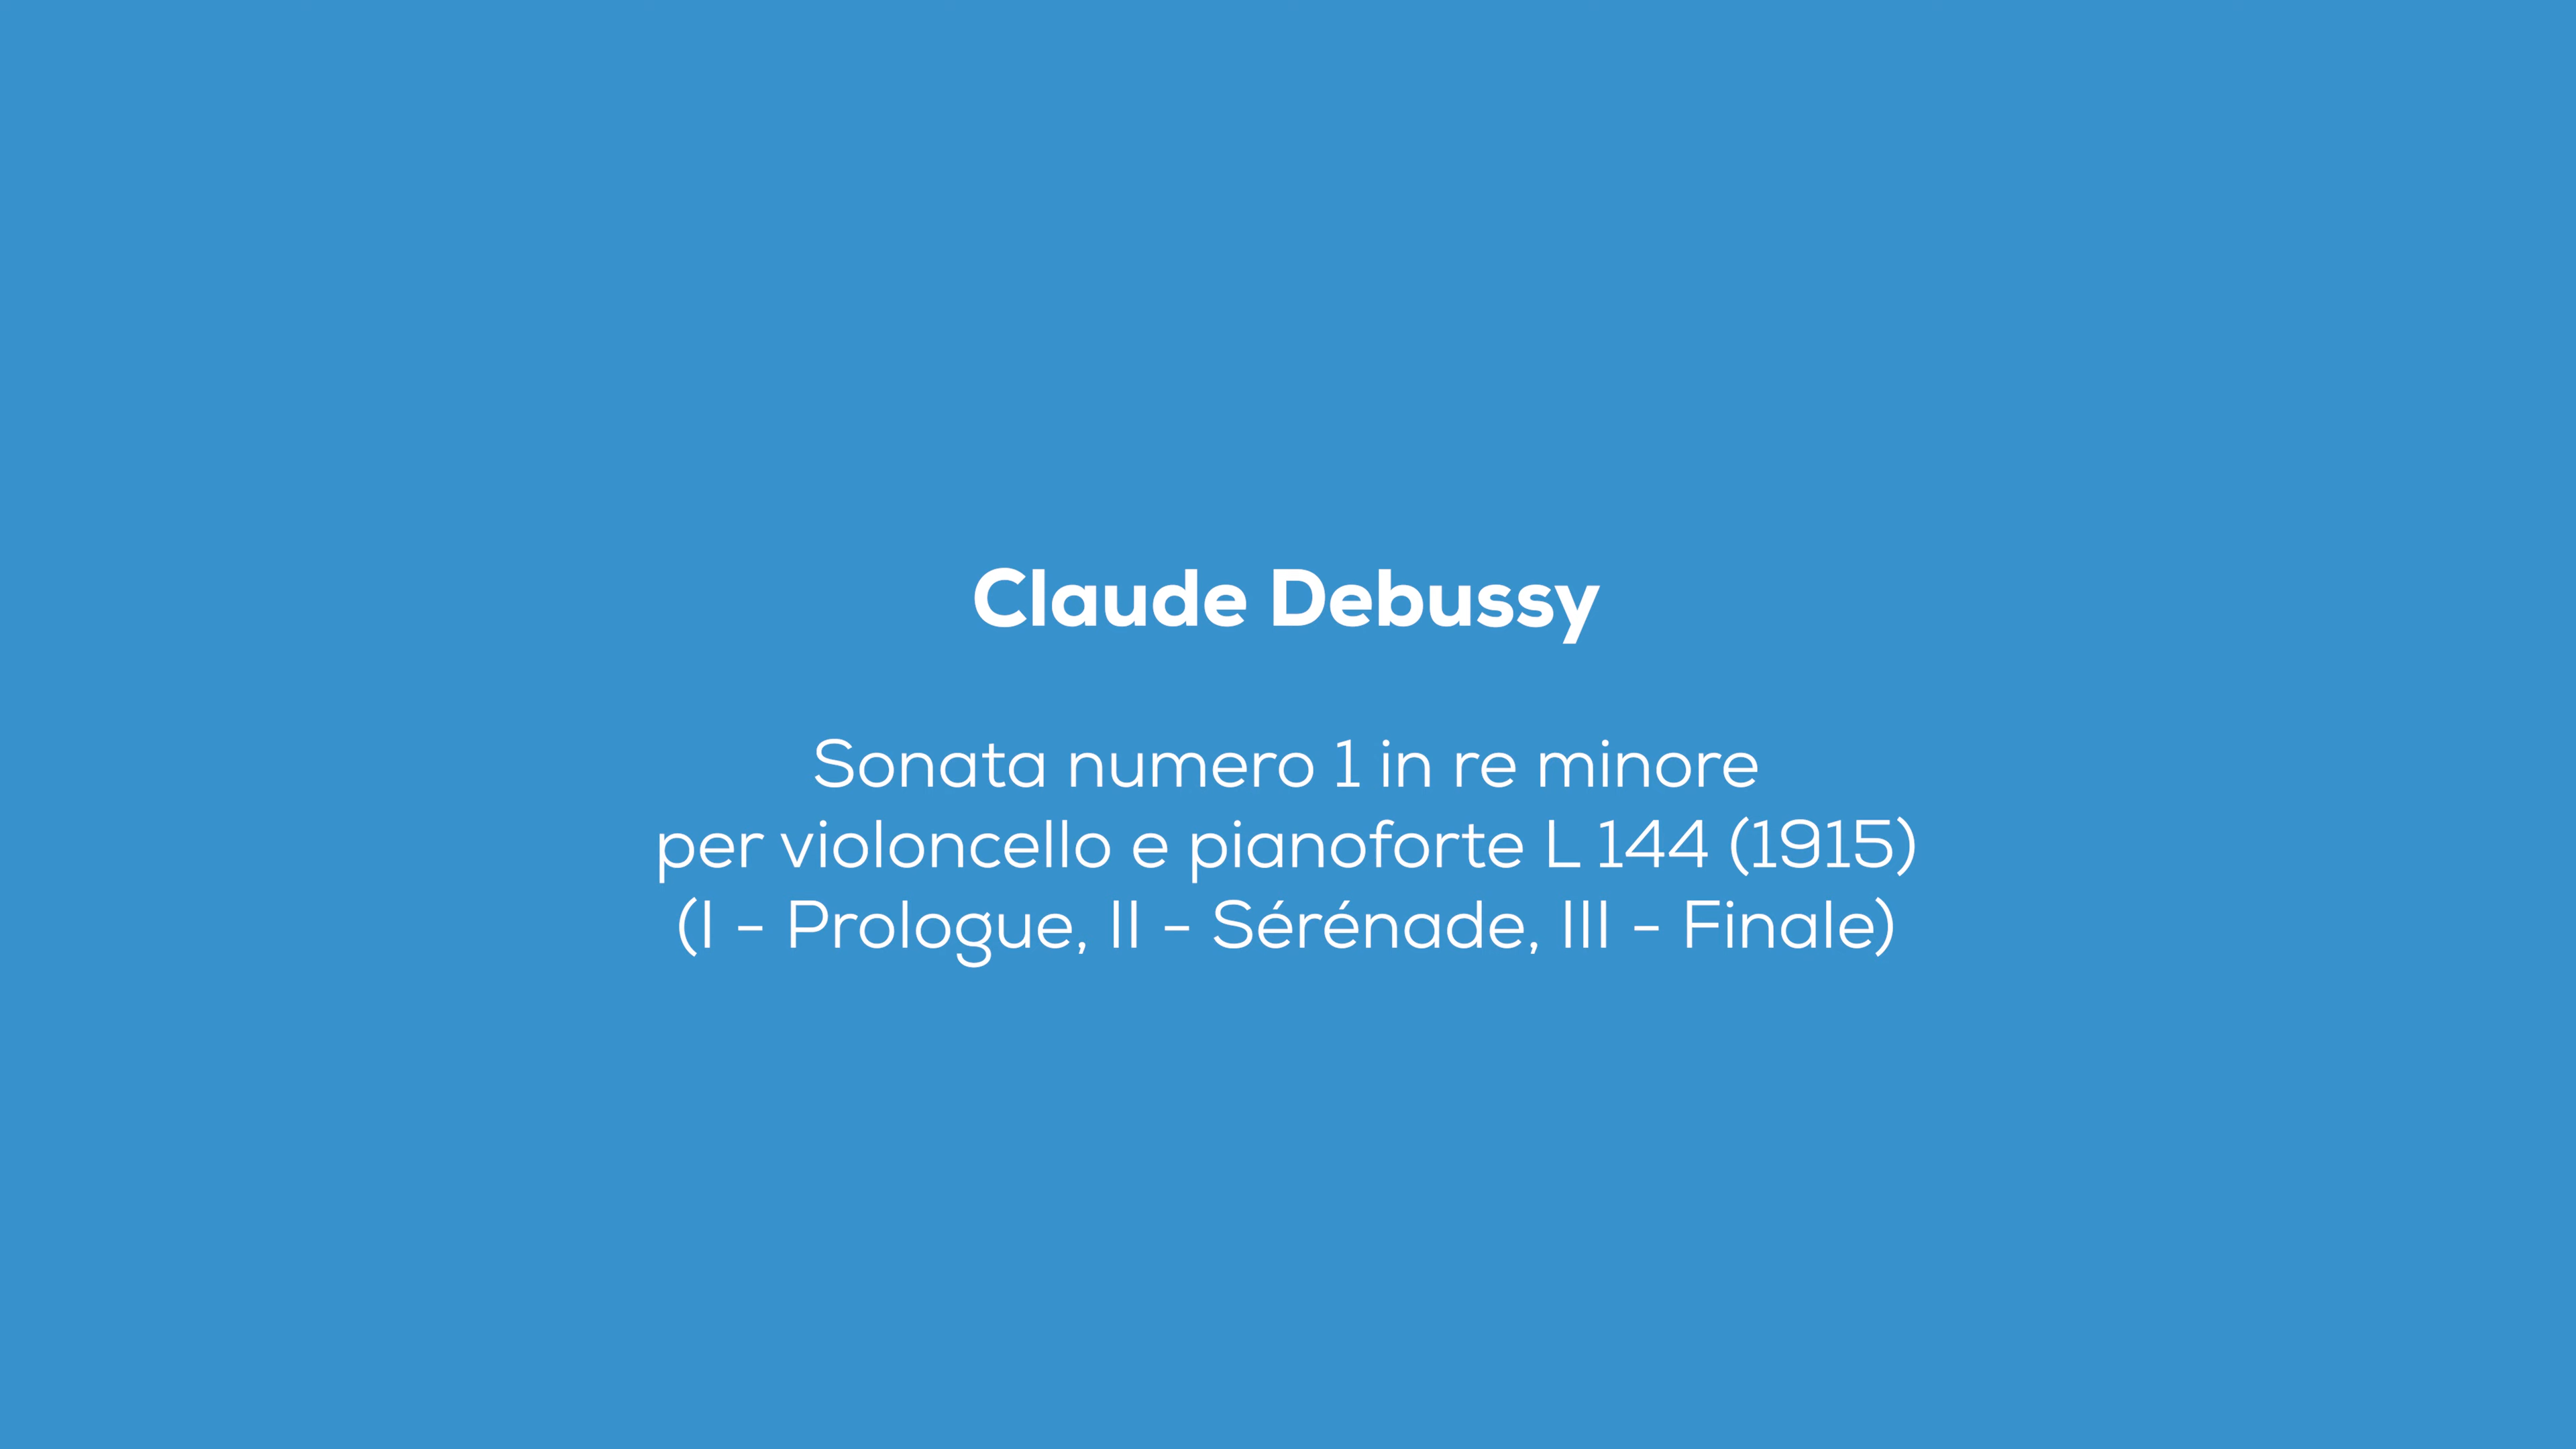 Claude Debussy
Sonata numero 1 in re minore
per violoncello e pianoforte L 144 (1915)
(I - Prologue, II - Sérénade, III - Finale)